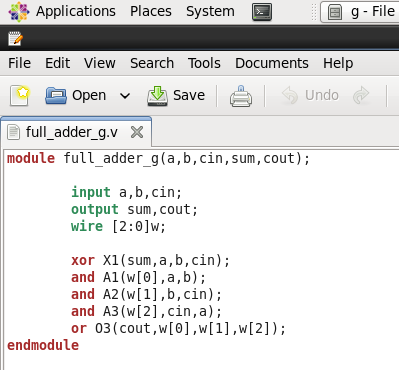 Applications Places System g - File
File Edit View Search Tools Documents Help
Open Save Undo
full_adder_g.v
module full_adder_g(a,b,cin,sum,cout);
input a,b,cin;
output sum,cout;
wire [2:0]w;
xor X1(sum,a,b,cin);
and A1(w[0],a,b);
and A2(w[1],b,cin);
and A3(w[2],cin,a);
or O3(cout,w[0],w[1],w[2]);
endmodule